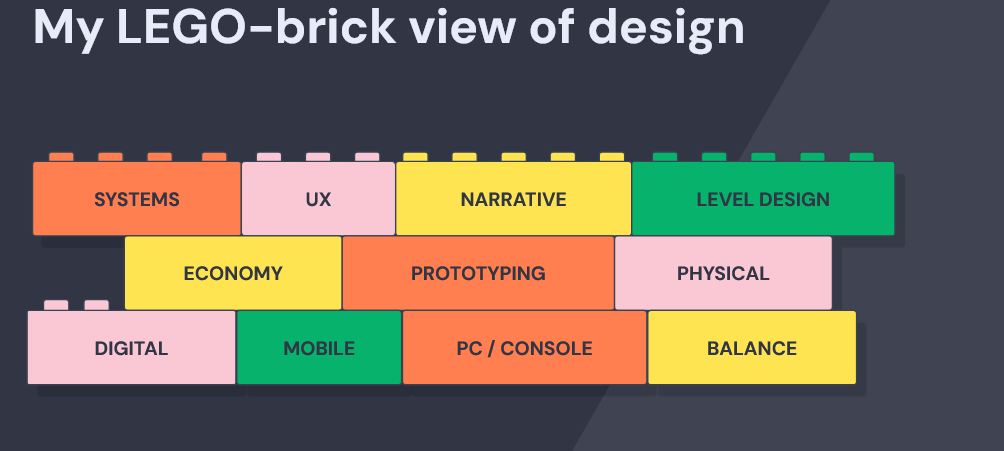 My LEGO-brick view of design
SYSTEMS UX NARRATIVE LEVEL DESIGN
ECONOMY PROTOTYPING PHYSICAL
DIGITAL MOBILE PC / CONSOLE BALANCE